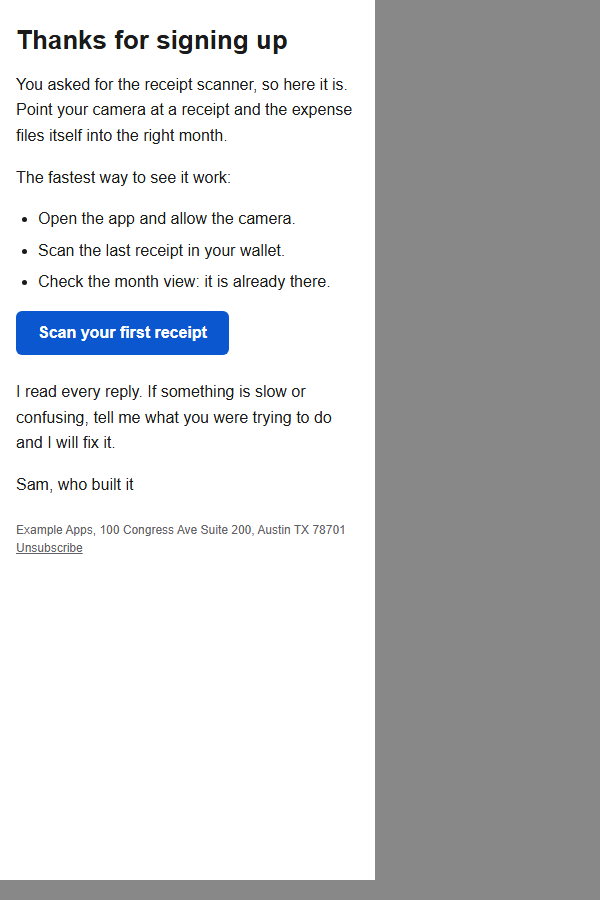 Thanks for signing up
You asked for the receipt scanner, so here it is.
Point your camera at a receipt and the expense
files itself into the right month.
The fastest way to see it work:
• Open the app and allow the camera.
• Scan the last receipt in your wallet.
• Check the month view: it is already there.
Scan your first receipt
I read every reply. If something is slow or
confusing, tell me what you were trying to do
and I will fix it.
Sam, who built it
Example Apps, 100 Congress Ave Suite 200, Austin TX 78701
Unsubscribe